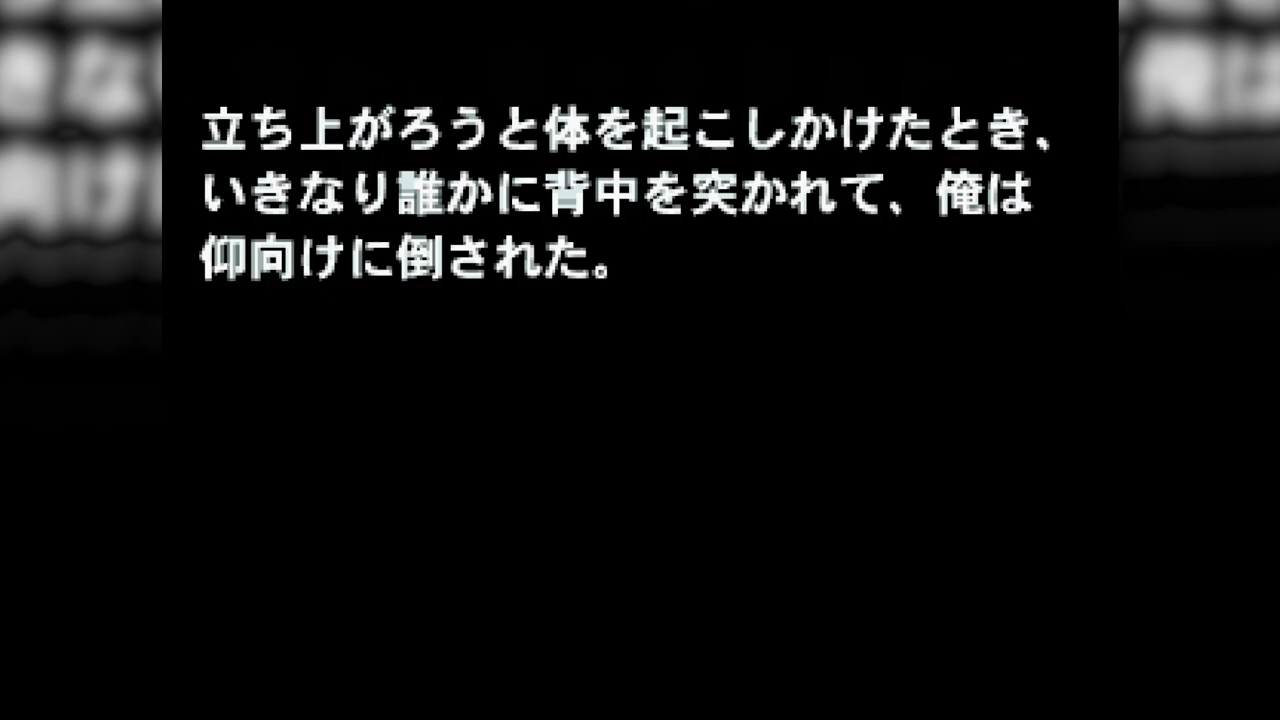 立ち上がろうと体を起こしかけたとき、
いきなり誰かに背中を突かれて、俺は
仰向けに倒された。